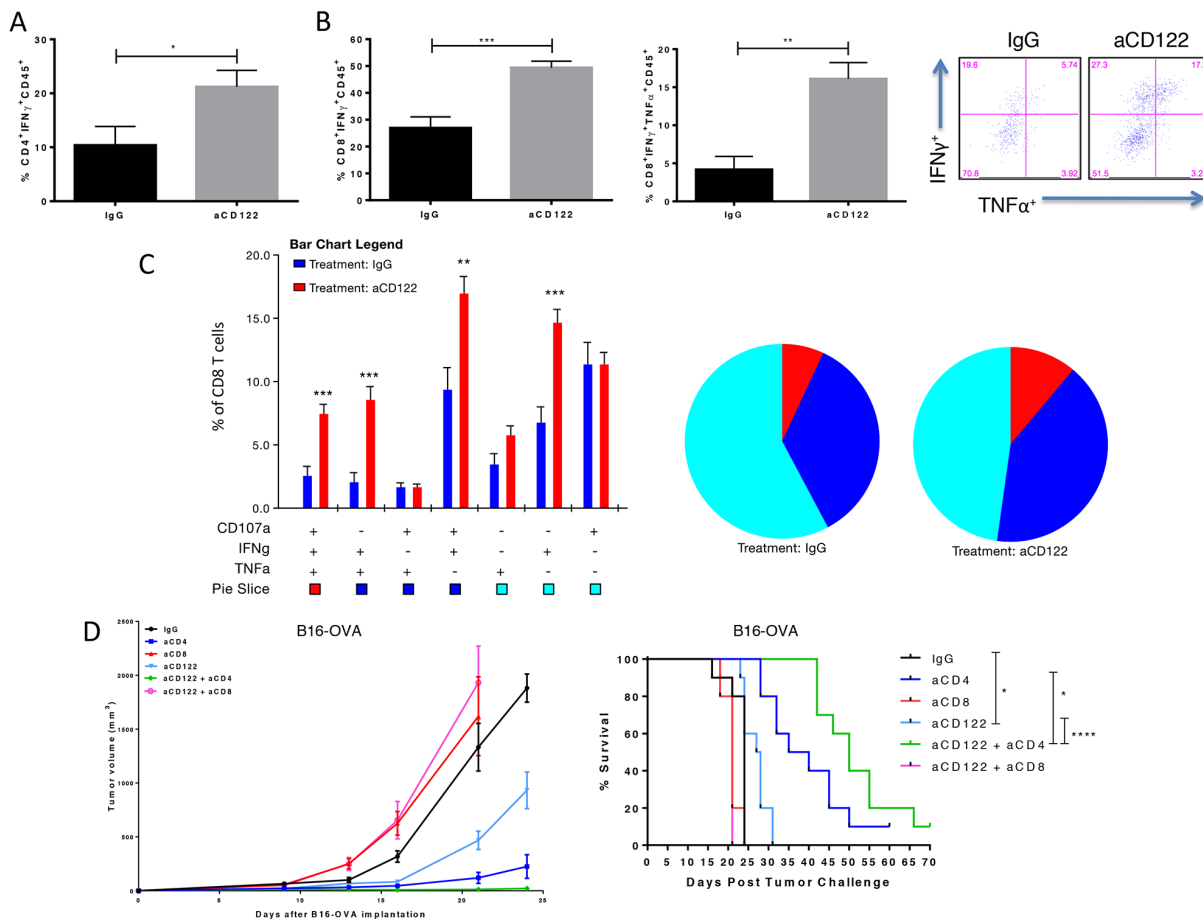 A
% CD4+IFNγ+CD45+
30
20
10
0
*
IgG
aCD122
B
% CD8+IFNγ+CD45+
60
50
40
30
20
10
0
***
IgG
aCD122
% CD8+IFNγ+TNFα+CD45+
20
15
10
5
0
**
IgG
aCD122
IgG
aCD122
19.6
5.74
70.8
3.92
27.3
17.
51.5
3.2
IFNγ+
TNFα+
C
Bar Chart Legend
Treatment: IgG
Treatment: aCD122
% of CD8 T cells
20.0
15.0
10.0
5.0
0.0
***
***
**
***
CD107a + - + + - - +
IFNg + + - + - + -
TNFa + + + - + - -
Pie Slice
Treatment: IgG
Treatment: aCD122
D
B16-OVA
IgG
aCD4
aCD8
aCD122
aCD122 + aCD4
aCD122 + aCD8
Tumor volume (mm3)
2500
2000
1500
1000
500
0
0 5 10 15 20 25
Days after B16-OVA implantation
B16-OVA
% Survival
100
80
60
40
20
0
0 5 10 15 20 25 30 35 40 45 50 55 60 65 70
Days Post Tumor Challenge
IgG
aCD4
aCD8
aCD122
aCD122 + aCD4
aCD122 + aCD8
*
*
****